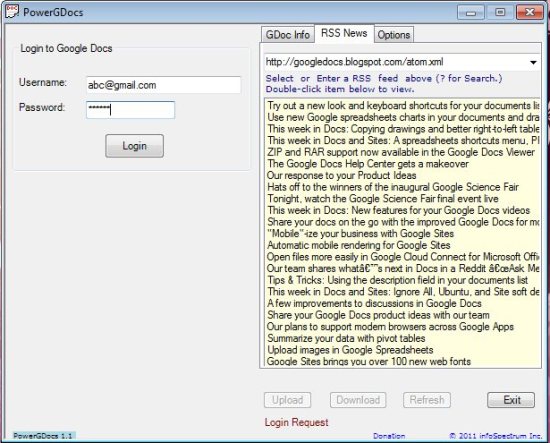 PowerGDocs
Login to Google Docs
Username:
abc@gmail.com
Password:
******
Login
GDoc Info
RSS News
Options
http://googledocs.blogspot.com/atom.xml
Select or Enter a RSS feed above (? for Search.)
Double-click item below to view.
Try out a new look and keyboard shortcuts for your documents lis
Use new Google spreadsheets charts in your documents and dra
This week in Docs: Copying drawings and better right-to-left table
This week in Docs and Sites: A spreadsheets shortcuts menu, Pi
ZIP and RAR support now available in the Google Docs Viewer
The Google Docs Help Center gets a makeover
Our response to your Product Ideas
Hats off to the winners of the inaugural Google Science Fair
Tonight, watch the Google Science Fair final event live
This week in Docs: New features for your Google Docs videos
Share your docs on the go with the improved Google Docs for mo
"Mobile"-ize your business with Google Sites
Automatic mobile rendering for Google Sites
Open files more easily in Google Cloud Connect for Microsoft Offi
Our team shares whatâ€™s next in Docs in a Reddit â€œAsk Me
Tips & Tricks: Using the description field in your documents list
This week in Docs and Sites: Ignore All, Ubuntu, and Site soft de
A few improvements to discussions in Google Docs
Share your Google Docs product ideas with our team
Our plans to support modern browsers across Google Apps
Summarize your data with pivot tables
Upload images in Google Spreadsheets
Google Sites brings you over 100 new web fonts
Upload
Download
Refresh
Exit
Login Request
PowerGDocs 1.1
Donation
© 2011 infoSpectrum Inc.